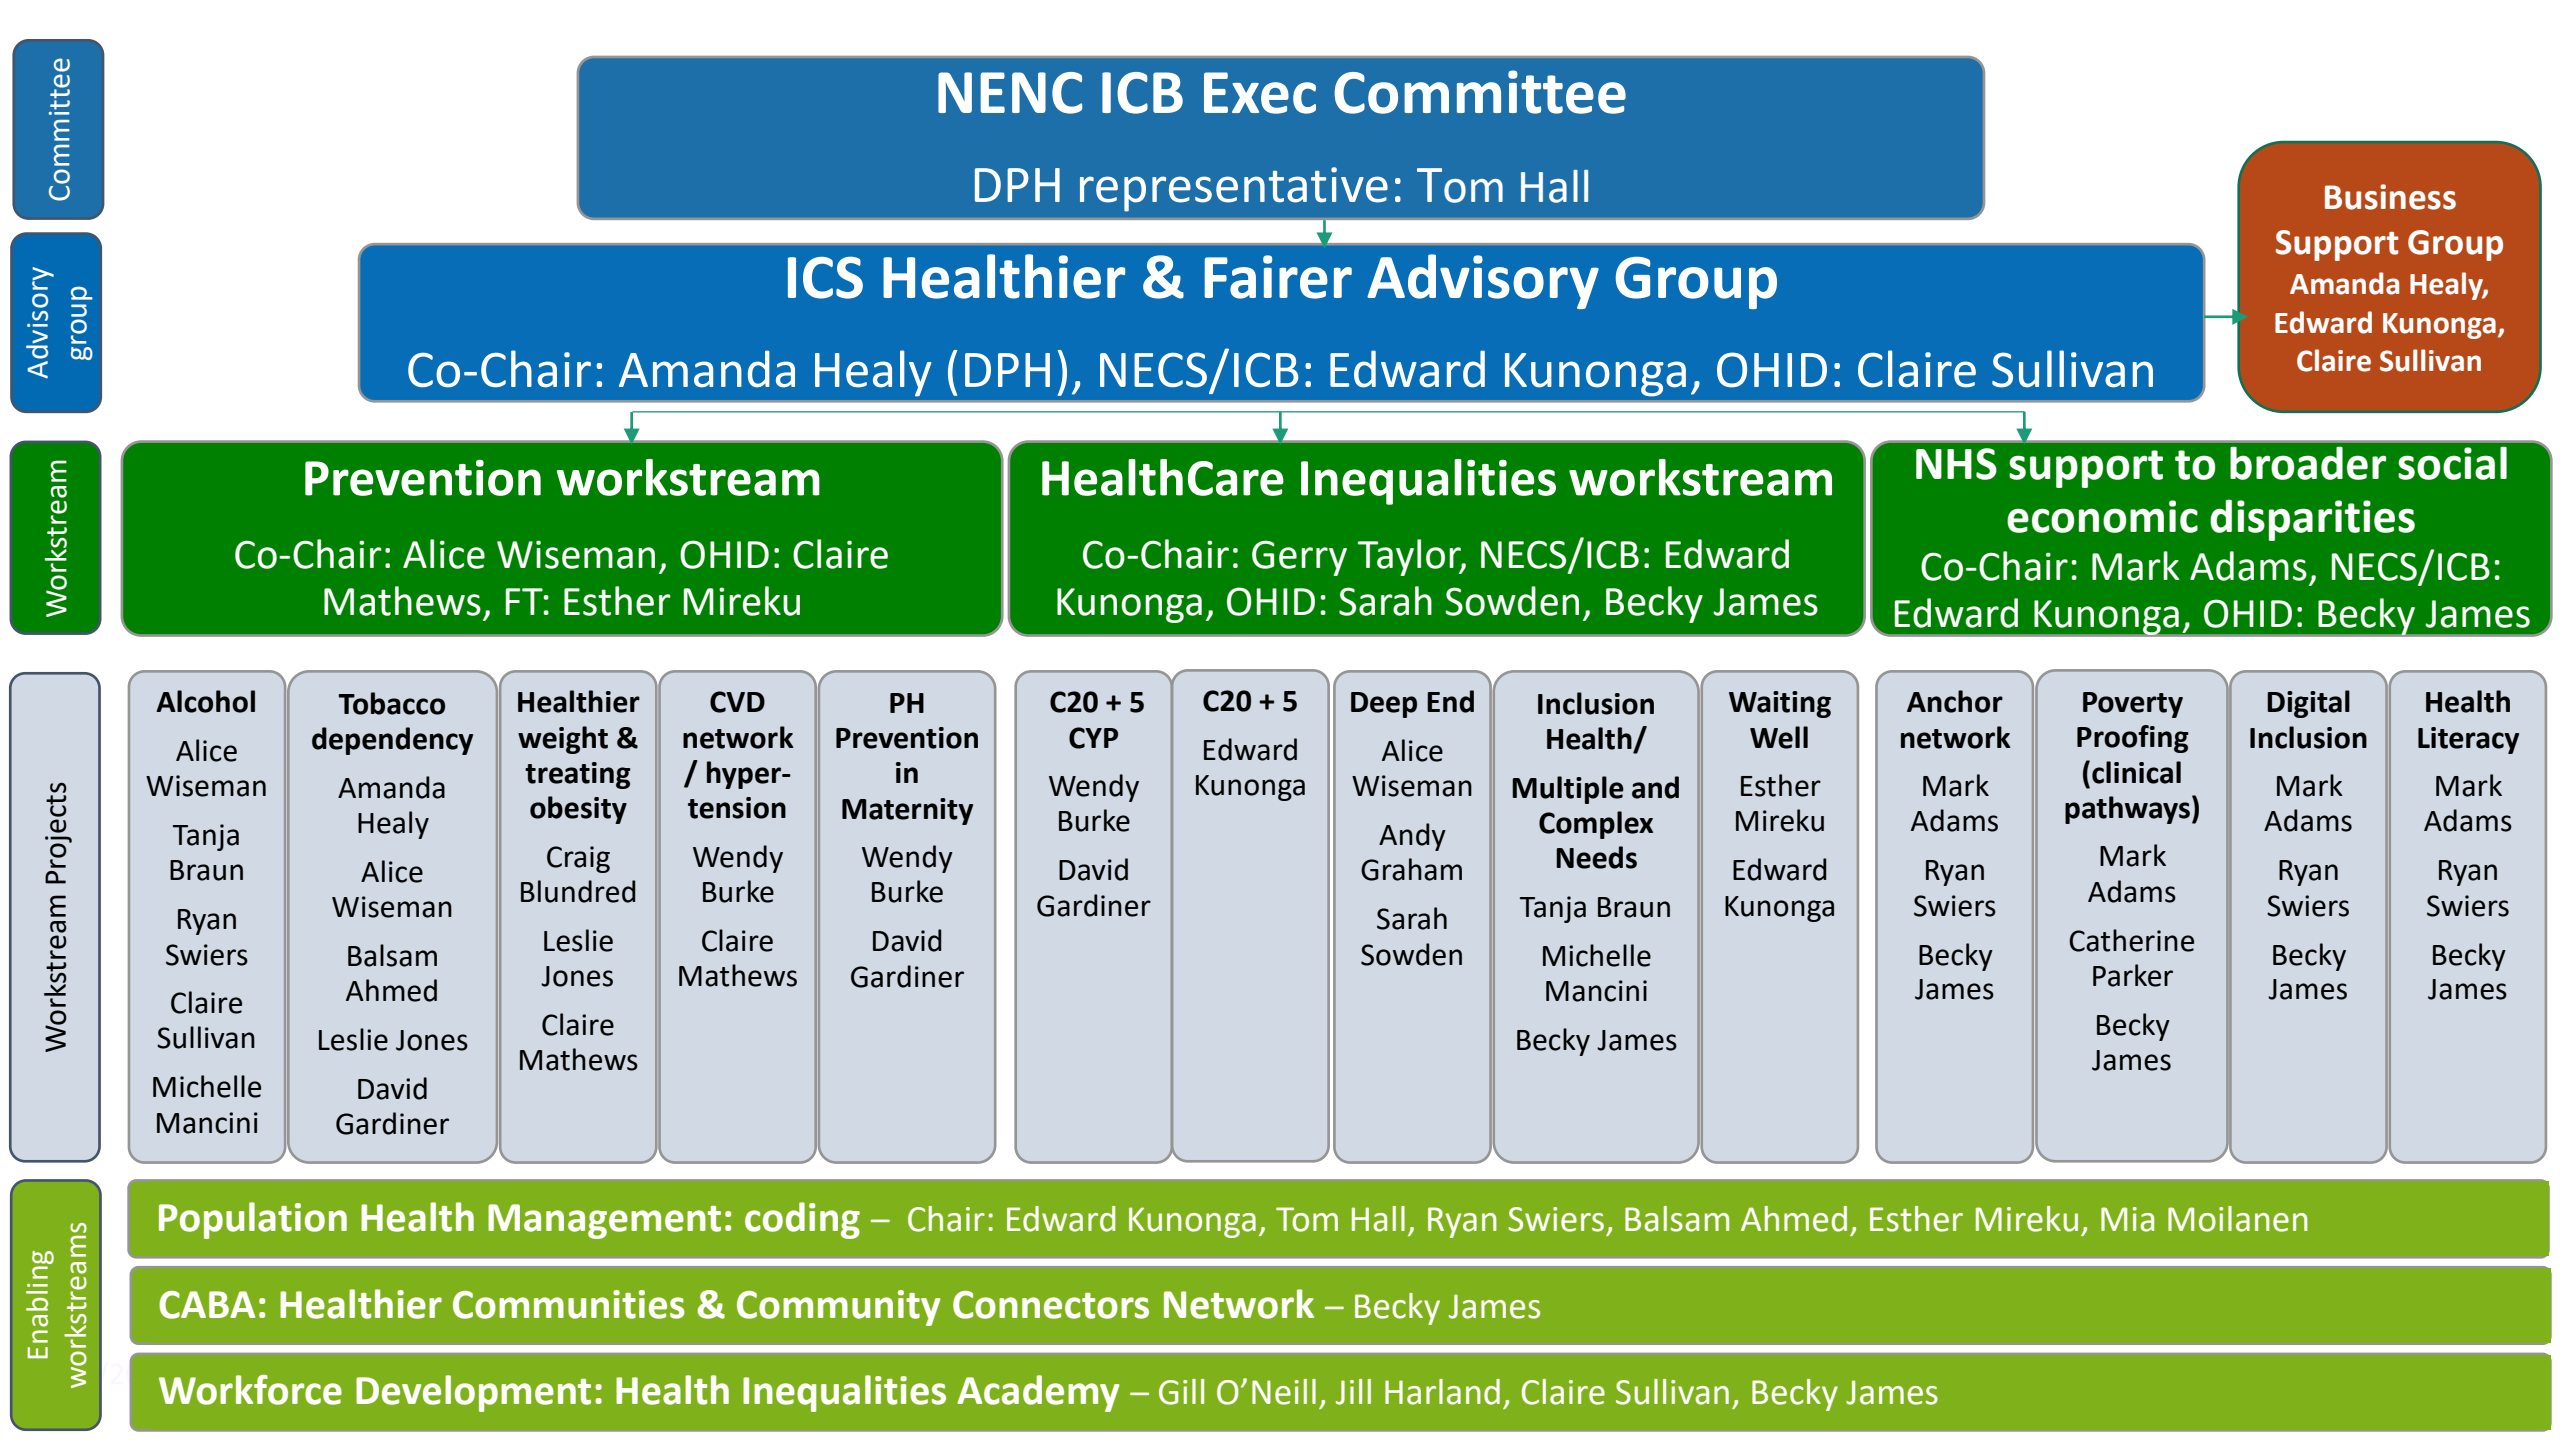 Committee
NENC ICB Exec Committee
DPH representative: Tom Hall
Advisory
group
ICS Healthier & Fairer Advisory Group
Co-Chair: Amanda Healy (DPH), NECS/ICB: Edward Kunonga, OHID: Claire Sullivan
Business
Support Group
Amanda Healy,
Edward Kunonga,
Claire Sullivan
Workstream
Prevention workstream
Co-Chair: Alice Wiseman, OHID: Claire
Mathews, FT: Esther Mireku
HealthCare Inequalities workstream
Co-Chair: Gerry Taylor, NECS/ICB: Edward
Kunonga, OHID: Sarah Sowden, Becky James
NHS support to broader social
economic disparities
Co-Chair: Mark Adams, NECS/ICB:
Edward Kunonga, OHID: Becky James
Workstream Projects
Alcohol
Alice
Wiseman
Tanja
Braun
Ryan
Swiers
Claire
Sullivan
Michelle
Mancini
Tobacco
dependency
Amanda
Healy
Alice
Wiseman
Balsam
Ahmed
Leslie Jones
David
Gardiner
Healthier
weight &
treating
obesity
Craig
Blundred
Leslie
Jones
Claire
Mathews
CVD
network
/ hyper-
tension
Wendy
Burke
Claire
Mathews
PH
Prevention
in
Maternity
Wendy
Burke
David
Gardiner
C20 + 5
CYP
Wendy
Burke
David
Gardiner
C20 + 5
Edward
Kunonga
Deep End
Alice
Wiseman
Andy
Graham
Sarah
Sowden
Inclusion
Health/
Multiple and
Complex
Needs
Tanja Braun
Michelle
Mancini
Becky James
Waiting
Well
Esther
Mireku
Edward
Kunonga
Anchor
network
Mark
Adams
Ryan
Swiers
Becky
James
Poverty
Proofing
(clinical
pathways)
Mark
Adams
Catherine
Parker
Becky
James
Digital
Inclusion
Mark
Adams
Ryan
Swiers
Becky
James
Health
Literacy
Mark
Adams
Ryan
Swiers
Becky
James
Enabling
workstreams
Population Health Management: coding – Chair: Edward Kunonga, Tom Hall, Ryan Swiers, Balsam Ahmed, Esther Mireku, Mia Moilanen
CABA: Healthier Communities & Community Connectors Network – Becky James
Workforce Development: Health Inequalities Academy – Gill O’Neill, Jill Harland, Claire Sullivan, Becky James